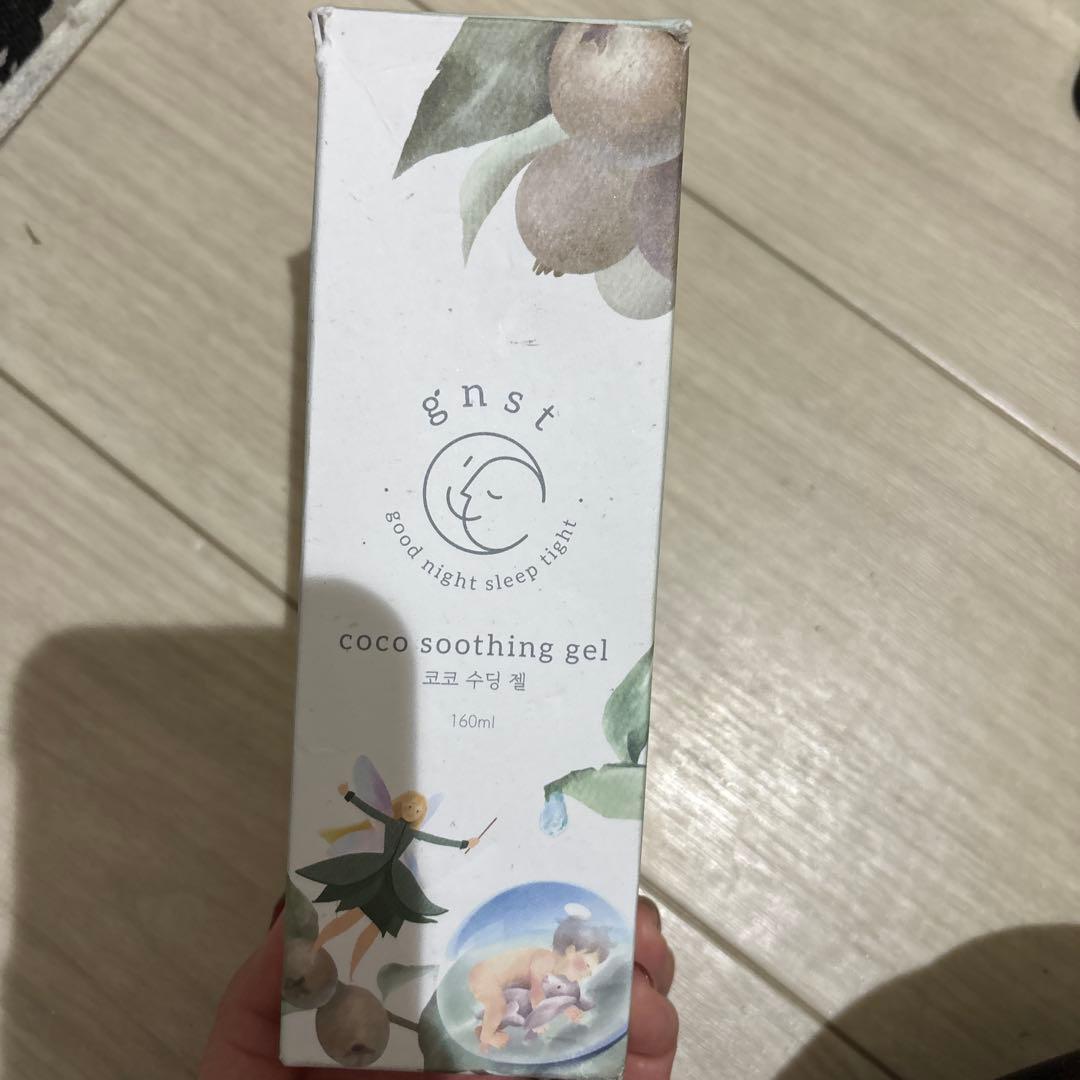 gnst
good night sleep tight
coco soothing gel
코코 수딩 젤
160ml